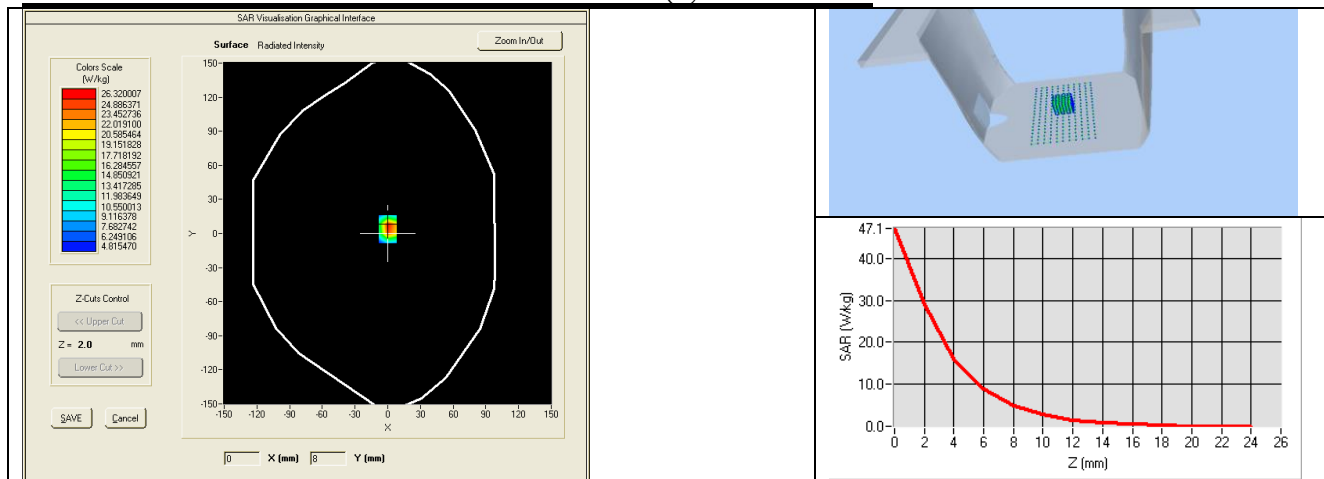 SAR Visualisation Graphical Interface
Surface Radiated Intensity
Zoom In/Out
Colors Scale
(W/kg)
26.320007
24.886371
23.452736
22.019100
20.585464
19.151828
17.718192
16.284557
14.850921
13.417285
11.983649
10.550013
9.116378
7.682742
6.249106
4.815470
Z-Cuts Control
<< Upper Cut
Z = 2.0 mm
Lower Cut >>
SAVE Cancel
150
120
90
60
30
0
-30
-60
-90
-120
-150
Y
-150 -120 -90 -60 -30 0 30 60 90 120 150
X
0 X (mm) 8 Y (mm)
47.1
40.0
30.0
20.0
10.0
0.0
SAR (W/kg)
0 2 4 6 8 10 12 14 16 18 20 22 24 26
Z (mm)